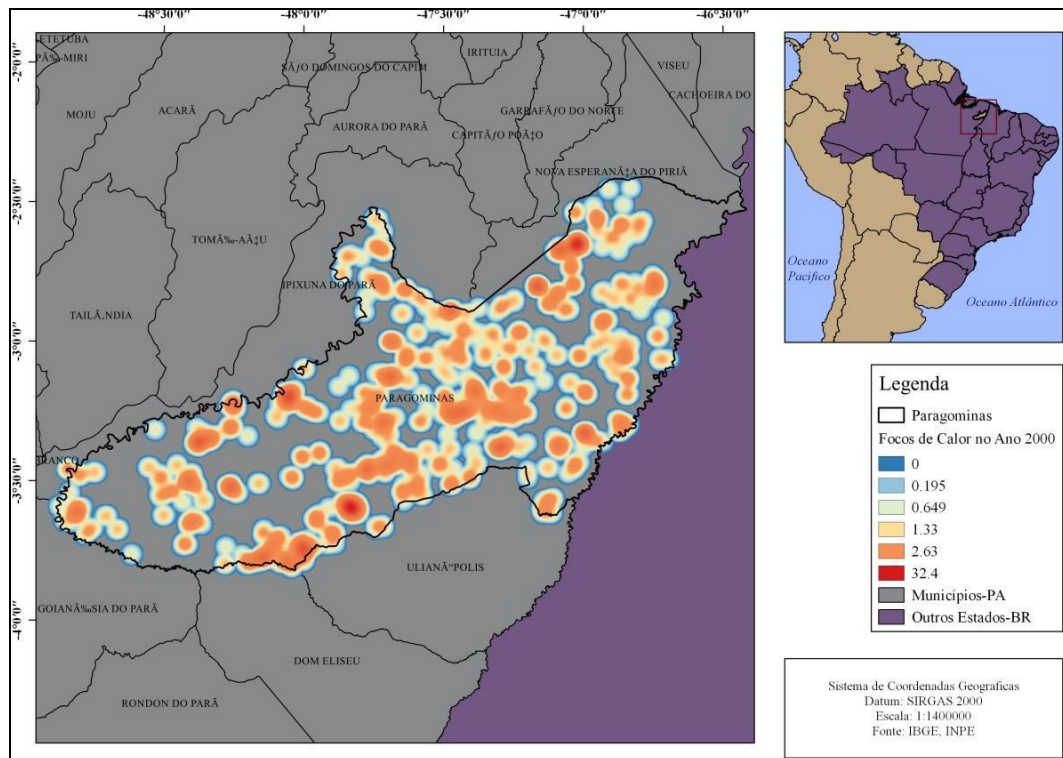 -48°30'0" -48°0'0" -47°30'0" -47°0'0" -46°30'0"
-2°0'0"
-2°30'0"
-3°0'0"
-3°30'0"
-4°0'0"
ETETUBA
PÃ‰-MIRI
MOJU
ACARÃ
SÃƒO DOMINGOS DO CAPIM
IRITUIA
VISEU
CACHOEIRA DO
GARRAFÃƒO DO NORTE
AURORA DO PARÃ
CAPITÃƒO POÃ‡O
NOVA ESPERANÃ‡A DO PIRIÃ
TOMÃ‰-AÃ‡U
IPIXUNA DO PARÃ
TAILÃ‚NDIA
PARAGOMINAS
BRANCO
ULIANÃ“POLIS
GOIANÃ‰SIA DO PARÃ
DOM ELISEU
RONDON DO PARÃ
Oceano
Pacífico
Oceano Atlántico
Legenda
Paragominas
Focos de Calor no Ano 2000
0
0.195
0.649
1.33
2.63
32.4
Municípios-PA
Outros Estados-BR
Sistema de Coordenadas Geograficas
Datum: SIRGAS 2000
Escala: 1:1400000
Fonte: IBGE, INPE